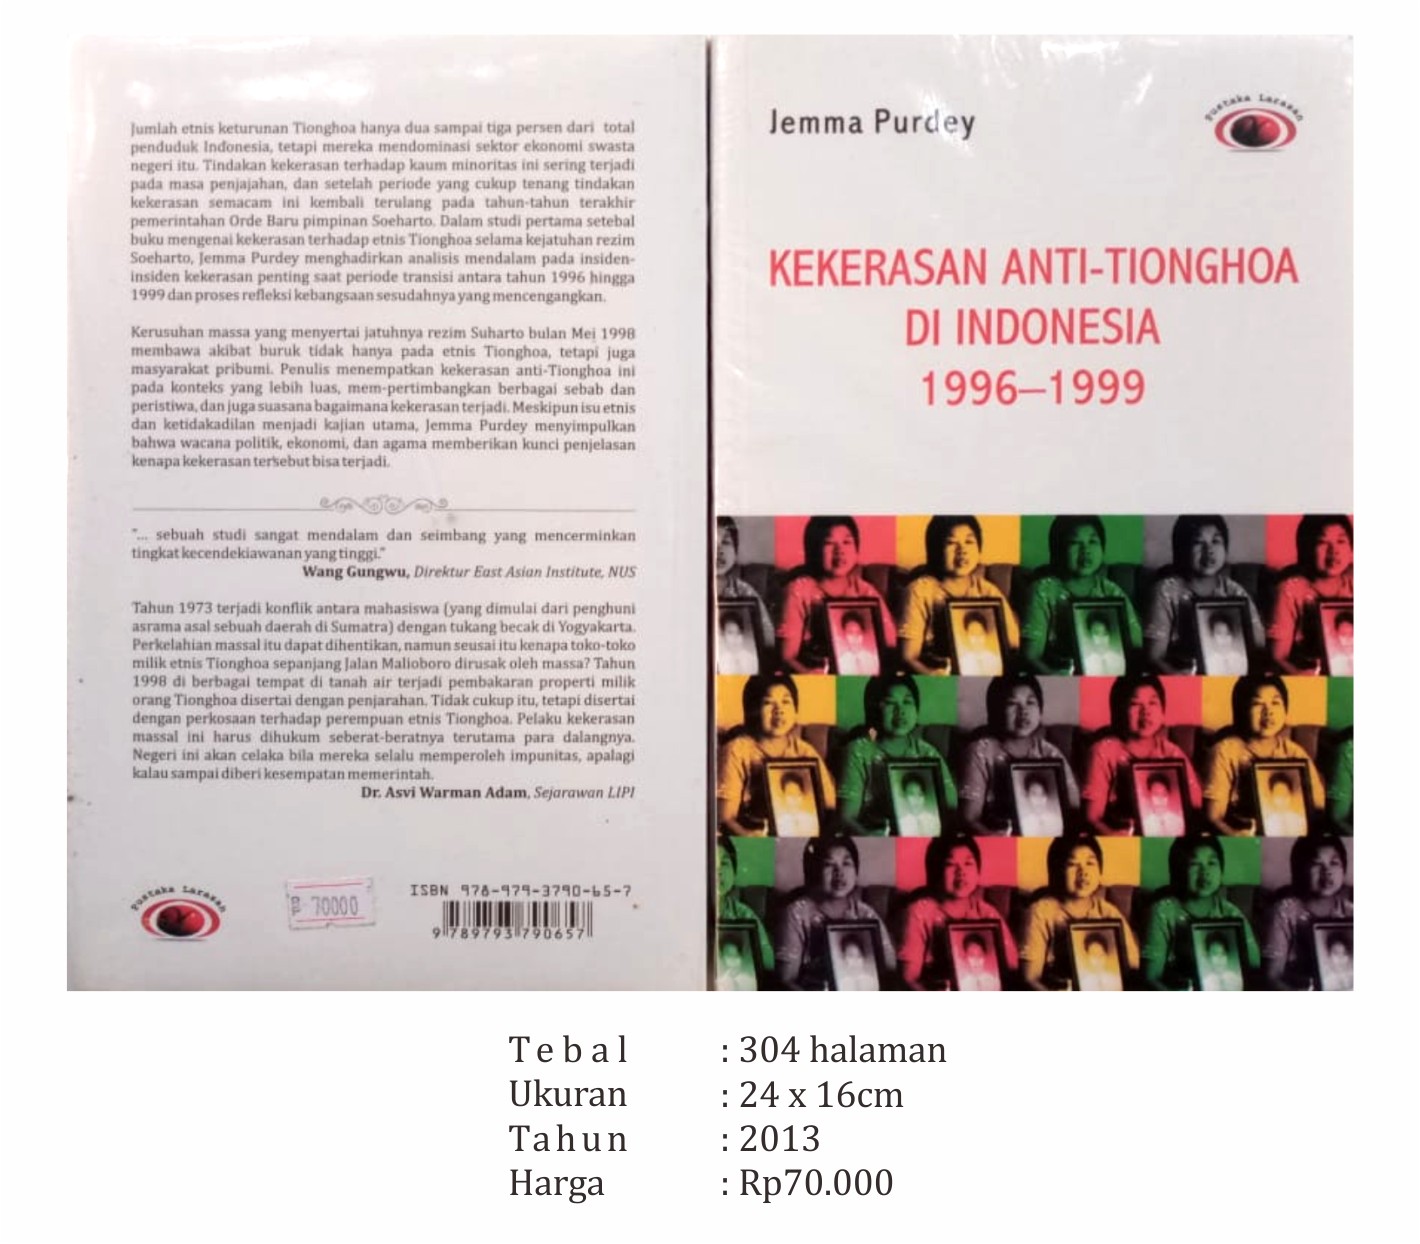 Jumlah etnis keturunan Tionghoa hanya dua sampai tiga persen dari total
penduduk Indonesia, tetapi mereka mendominasi sektor ekonomi swasta
negeri itu. Tindakan kekerasan terhadap kaum minoritas ini sering terjadi
pada masa penjajahan, dan setelah periode yang cukup tenang tindakan
kekerasan semacam ini kembali terulang pada tahun-tahun terakhir
pemerintahan Orde Baru pimpinan Soeharto. Dalam studi pertama setebal
buku mengenai kekerasan terhadap etnis Tionghoa selama kejatuhan rezim
Soeharto, Jemma Purdey menghadirkan analisis mendalam pada insiden-
insiden kekerasan penting saat periode transisi antara tahun 1996 hingga
1999 dan proses refleksi kebangsaan sesudahnya yang mencengangkan.
Kerusuhan massa yang menyertai jatuhnya rezim Suharto bulan Mei 1998
membawa akibat buruk tidak hanya pada etnis Tionghoa, tetapi juga
masyarakat pribumi. Penulis menempatkan kekerasan anti-Tionghoa ini
pada konteks yang lebih luas, mem-pertimbangkan berbagai sebab dan
peristiwa, dan juga suasana bagaimana kekerasan terjadi. Meskipun isu etnis
dan ketidakadilan menjadi kajian utama, Jemma Purdey menyimpulkan
bahwa wacana politik, ekonomi, dan agama memberikan kunci penjelasan
kenapa kekerasan tersebut bisa terjadi.
"... sebuah studi sangat mendalam dan seimbang yang mencerminkan
tingkat kecendekiawanan yang tinggi."
Wang Gungwu, Direktur East Asian Institute, NUS
Tahun 1973 terjadi konflik antara mahasiswa (yang dimulai dari penghuni
asrama asal sebuah daerah di Sumatra) dengan tukang becak di Yogyakarta.
Perkelahian massal itu dapat dihentikan, namun seusai itu kenapa toko-toko
milik etnis Tionghoa sepanjang Jalan Malioboro dirusak oleh massa? Tahun
1998 di berbagai tempat di tanah air terjadi pembakaran properti milik
orang Tionghoa disertai dengan penjarahan. Tidak cukup itu, tetapi disertai
dengan perkosaan terhadap perempuan etnis Tionghoa. Pelaku kekerasan
massal ini harus dihukum seberat-beratnya terutama para dalangnya.
Negeri ini akan celaka bila mereka selalu memperoleh impunitas, apalagi
kalau sampai diberi kesempatan memerintah.
Dr. Asvi Warman Adam, Sejarawan LIPI
Pustaka Larasan
Rp 70000
ISBN 978-979-3790-65-7
9 789793 790657
Jemma Purdey
Pustaka Larasan
KEKERASAN ANTI-TIONGHOA
DI INDONESIA
1996–1999
Tebal : 304 halaman
Ukuran : 24 x 16cm
Tahun : 2013
Harga : Rp70.000